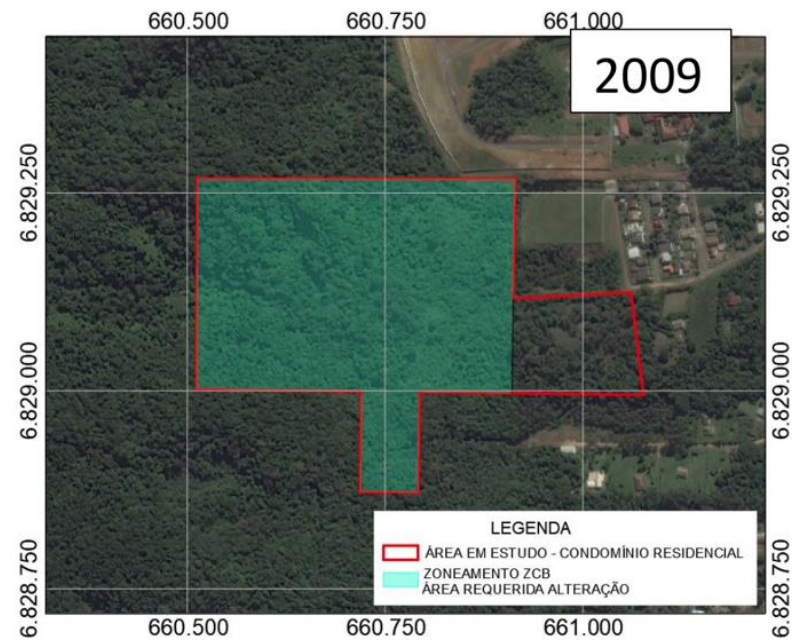 660.500 660.750 661.000
2009
6.829.250 6.829.250
6.829.000 6.829.000
6.828.750 6.828.750
LEGENDA
ÁREA EM ESTUDO - CONDOMÍNIO RESIDENCIAL
ZONEAMENTO ZCB
ÁREA REQUERIDA ALTERAÇÃO
660.500 660.750 661.000